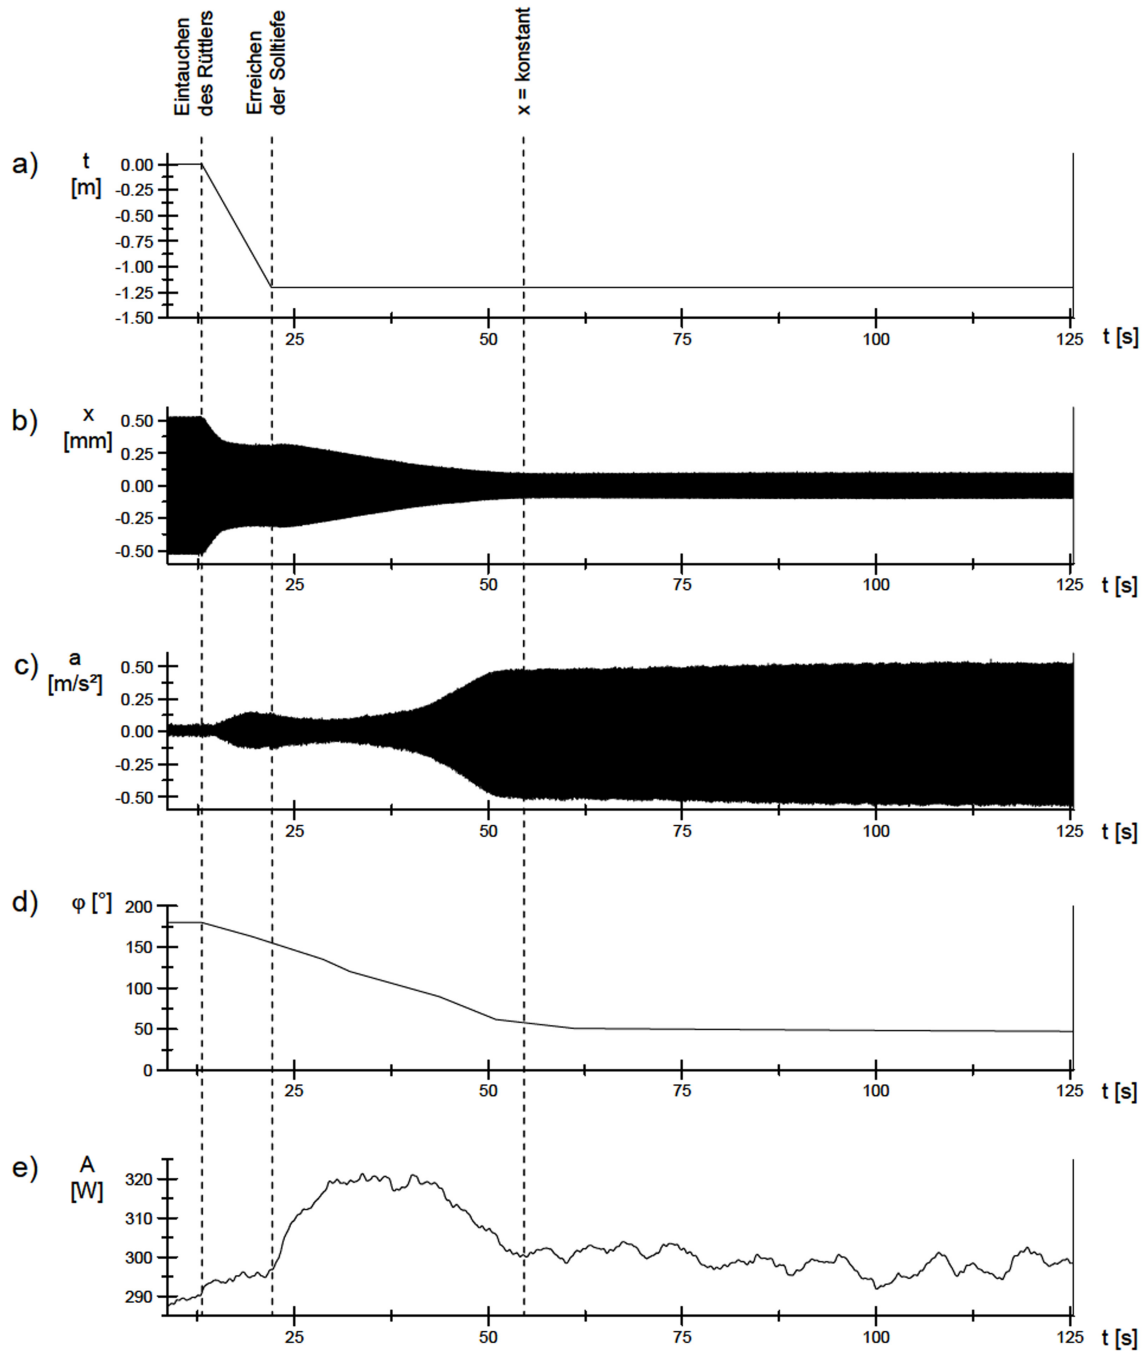 Eintauchen
des Rüttlers
Erreichen
der Solltiefe
x = konstant
a)
t
[m]
0.00
-0.25
-0.50
-0.75
-1.00
-1.25
-1.50
25
50
75
100
125
t [s]
b)
x
[mm]
0.50
0.25
0.00
-0.25
-0.50
25
50
75
100
125
t [s]
c)
a
[m/s²]
0.50
0.25
0.00
-0.25
-0.50
25
50
75
100
125
t [s]
d)
φ [°]
200
150
100
50
0
25
50
75
100
125
t [s]
e)
A
[W]
320
310
300
290
25
50
75
100
125
t [s]